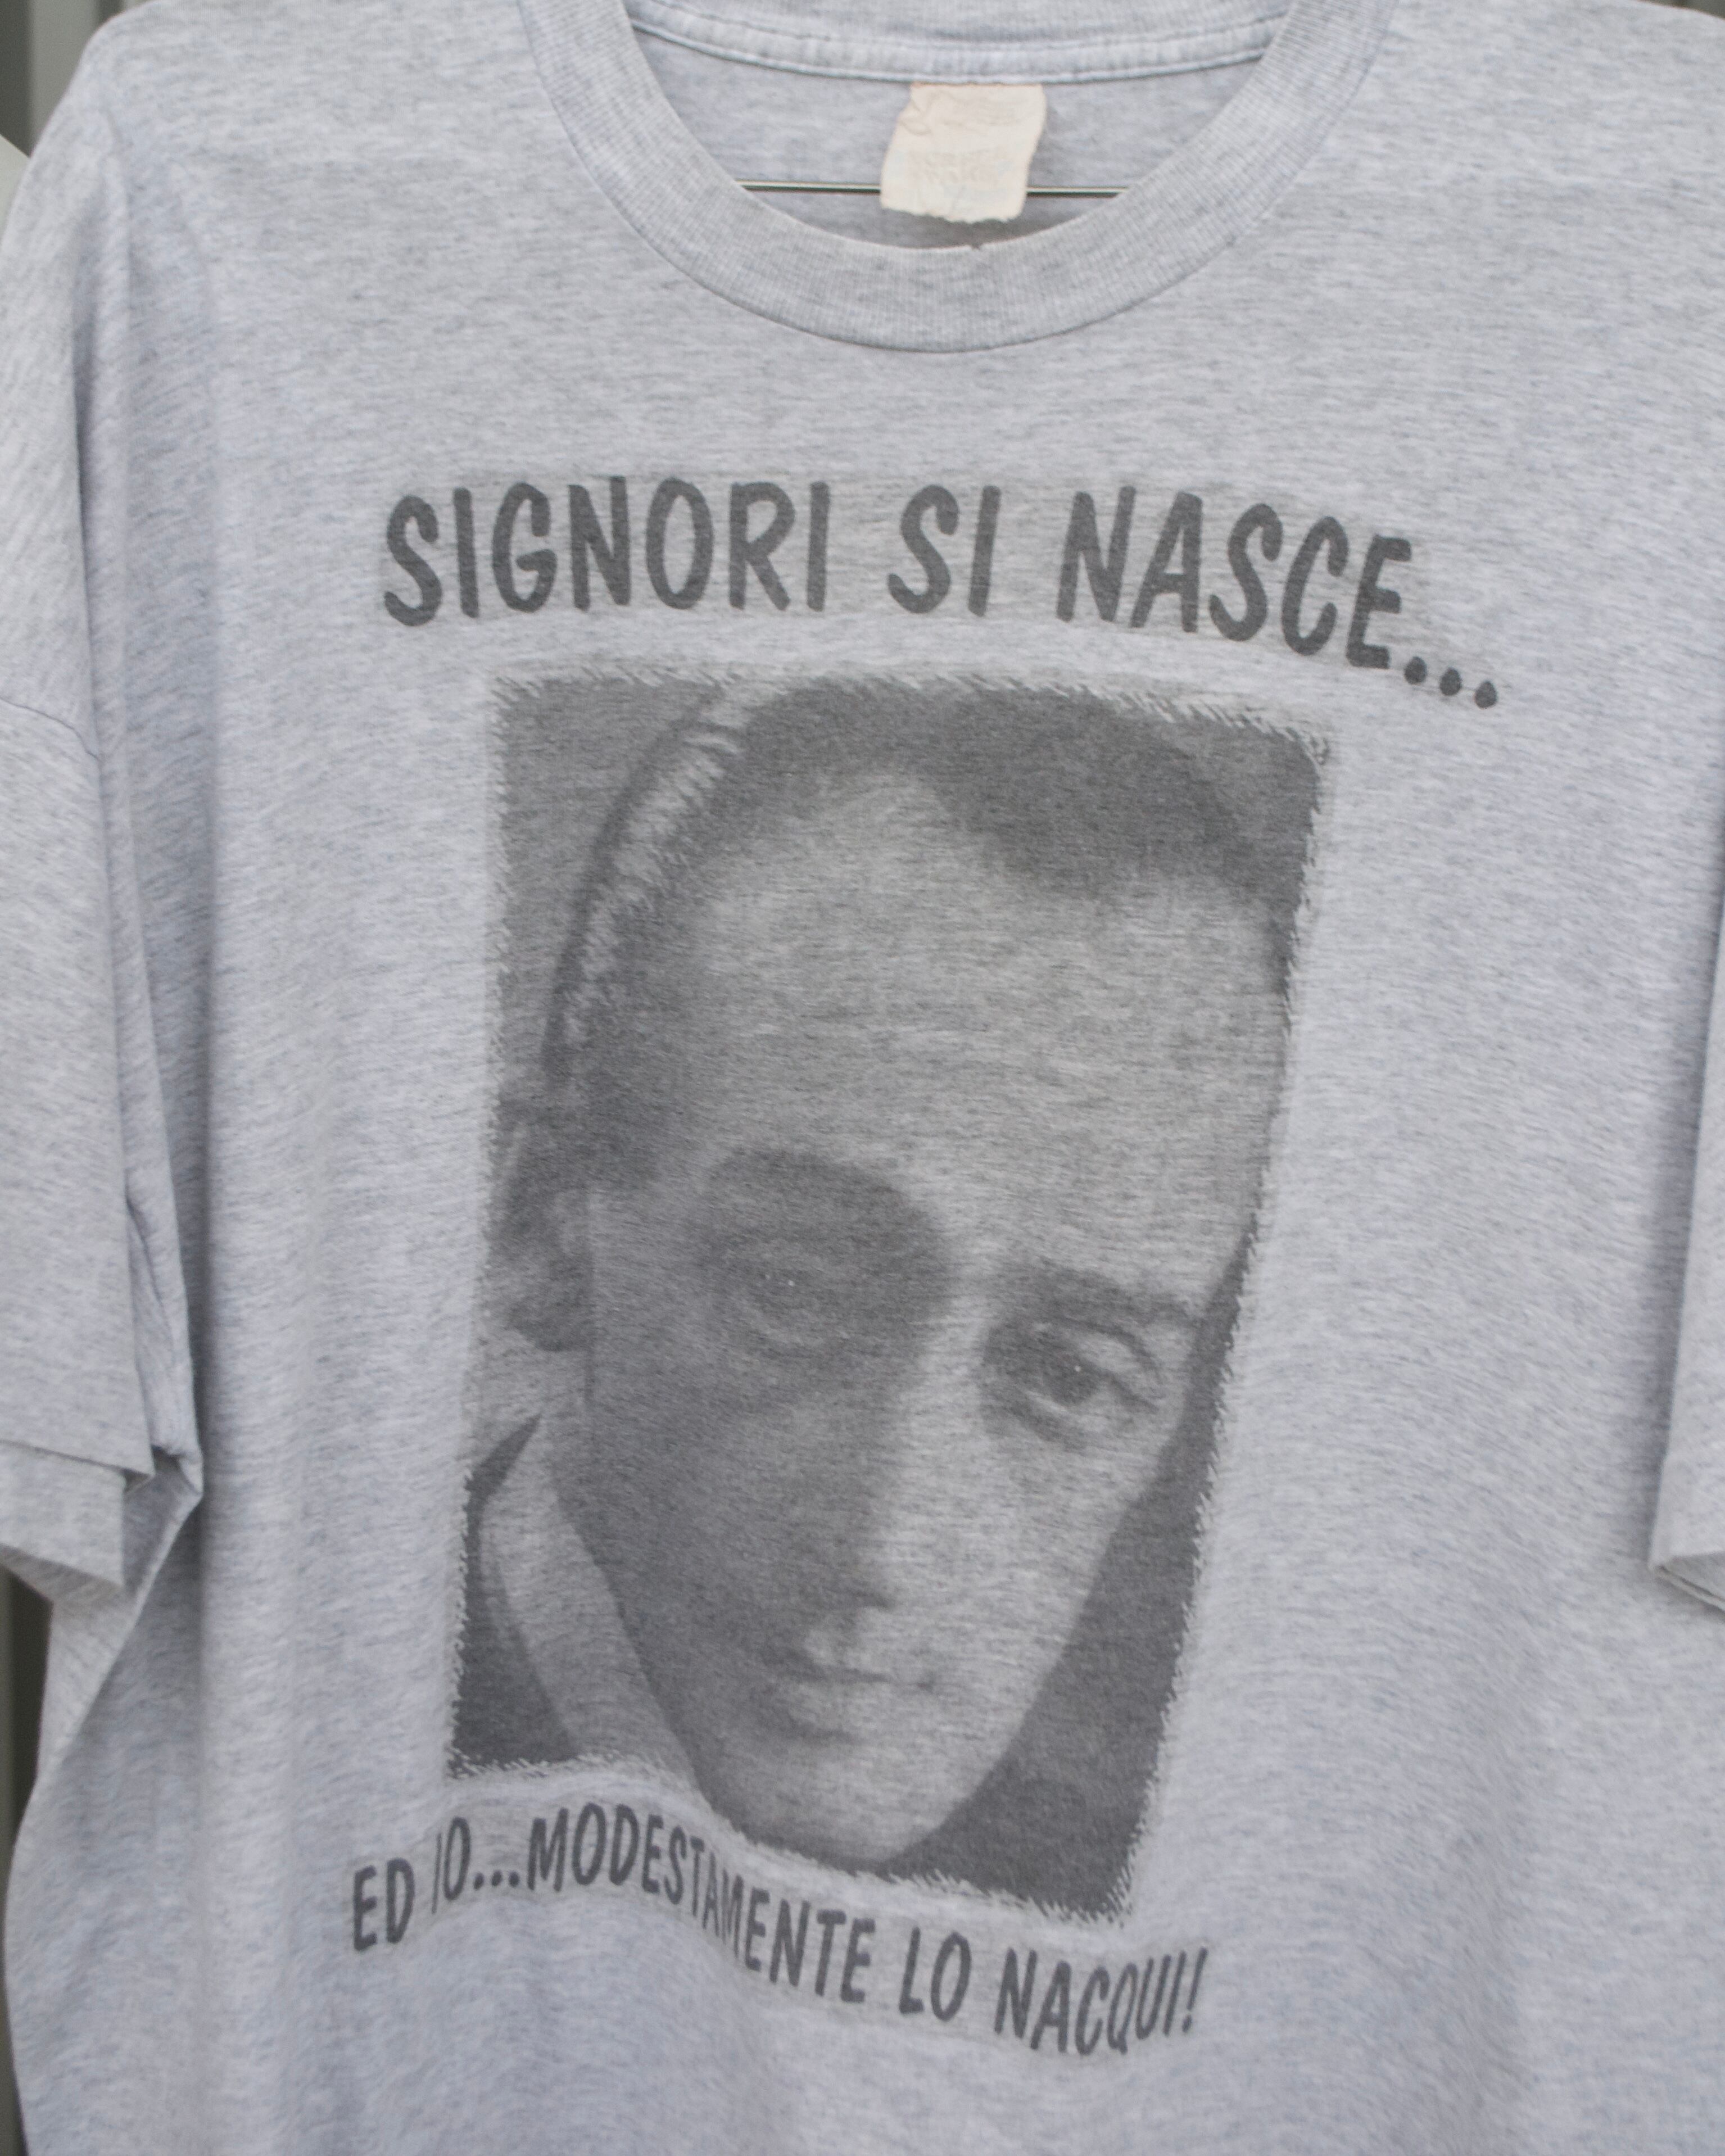 SIGNORI SI NASCE...
ED IO...MODESTAMENTE LO NACQUI!